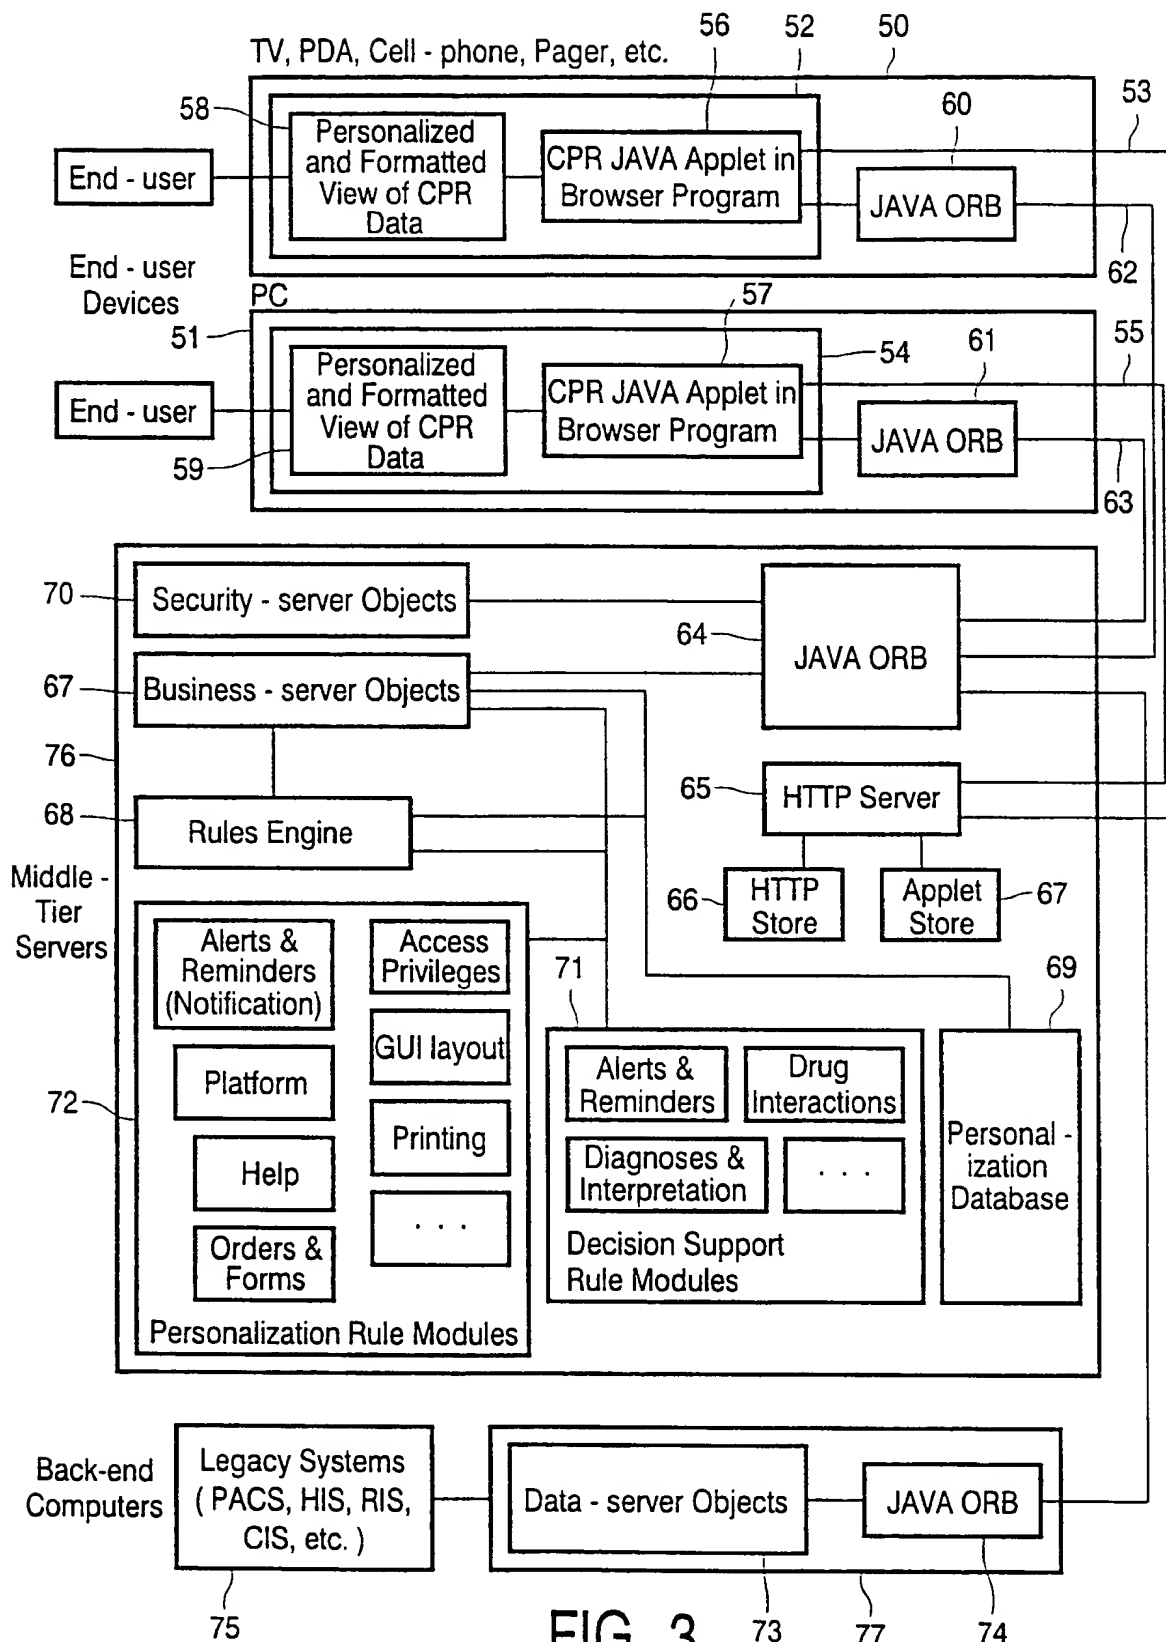 56 52 50
TV, PDA, Cell - phone, Pager, etc.
53
58
60
Personalized
and Formatted
View of CPR
Data
CPR JAVA Applet in
Browser Program
End - user
JAVA ORB
62
End - user
Devices
PC
57
51
54
61
55
Personalized
and Formatted
View of CPR
Data
CPR JAVA Applet in
Browser Program
End - user
JAVA ORB
59
63
70
Security - server Objects
64
JAVA ORB
67
Business - server Objects
76
65
HTTP Server
68
Rules Engine
Middle -
Tier
Servers
66
HTTP
Store
Applet
Store
67
Alerts &
Reminders
(Notification)
Access
Privileges
71
69
GUI layout
Platform
72
Printing
Help
. . .
Orders &
Forms
Personalization Rule Modules
Alerts &
Reminders
Drug
Interactions
Diagnoses &
Interpretation
. . .
Decision Support
Rule Modules
Personal -
ization
Database
Back-end
Computers
Legacy Systems
( PACS, HIS, RIS,
CIS, etc. )
Data - server Objects
JAVA ORB
75
FIG. 3
73
77
74